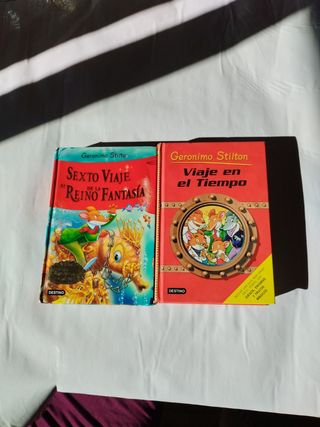 Geronimo Stilton
SEXTO VIAJE
AL REINO DE LA FANTASÍA
DESTINO
Geronimo Stilton
Viaje en
el Tiempo
DESTINO